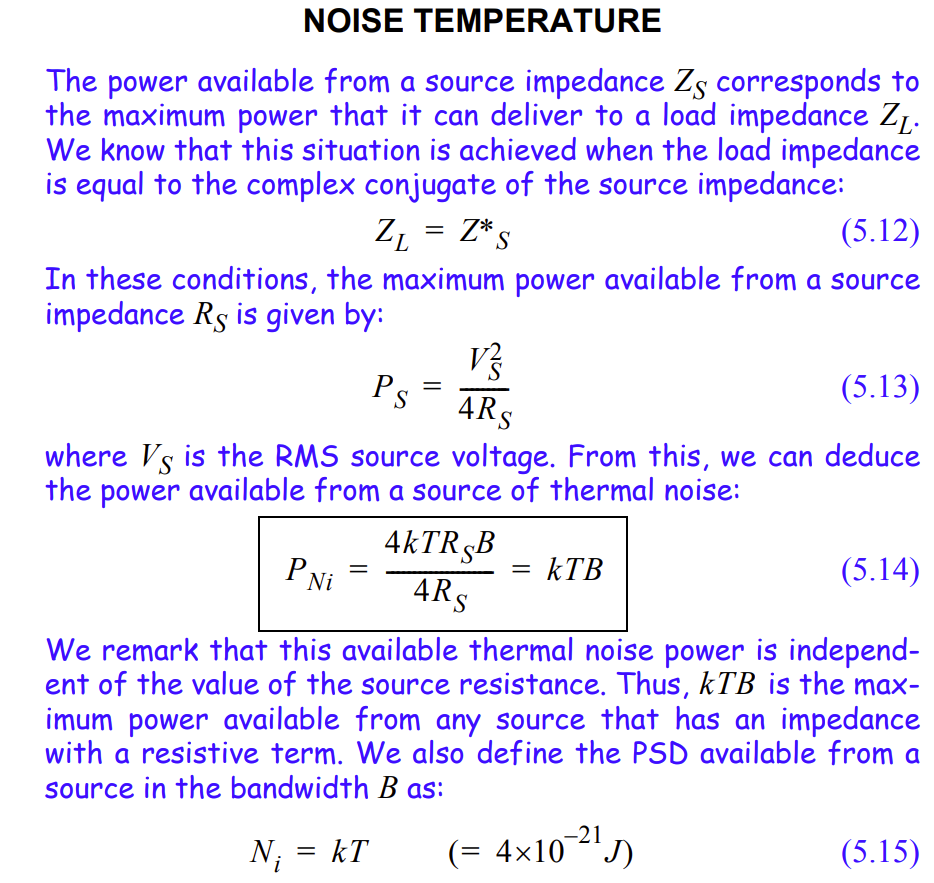 NOISE TEMPERATURE
The power available from a source impedance Z_S corresponds to
the maximum power that it can deliver to a load impedance Z_L.
We know that this situation is achieved when the load impedance
is equal to the complex conjugate of the source impedance:
Z_L = Z*_S (5.12)
In these conditions, the maximum power available from a source
impedance R_S is given by:
P_S = V_S^2 / 4R_S (5.13)
where V_S is the RMS source voltage. From this, we can deduce
the power available from a source of thermal noise:
P_Ni = 4kTR_SB / 4R_S = kTB (5.14)
We remark that this available thermal noise power is independ-
ent of the value of the source resistance. Thus, kTB is the max-
imum power available from any source that has an impedance
with a resistive term. We also define the PSD available from a
source in the bandwidth B as:
N_i = kT (= 4×10^−21 J) (5.15)